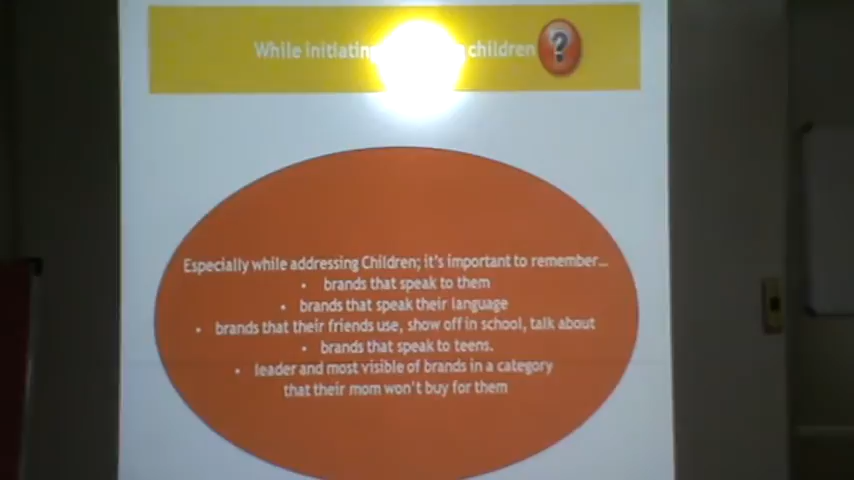 While initiatin children ?
Especially while addressing Children; it's important to remember...
• brands that speak to them
• brands that speak their language
• brands that their friends use, show off in school, talk about
• brands that speak to teens.
• leader and most visible of brands in a category
that their mom won't buy for them